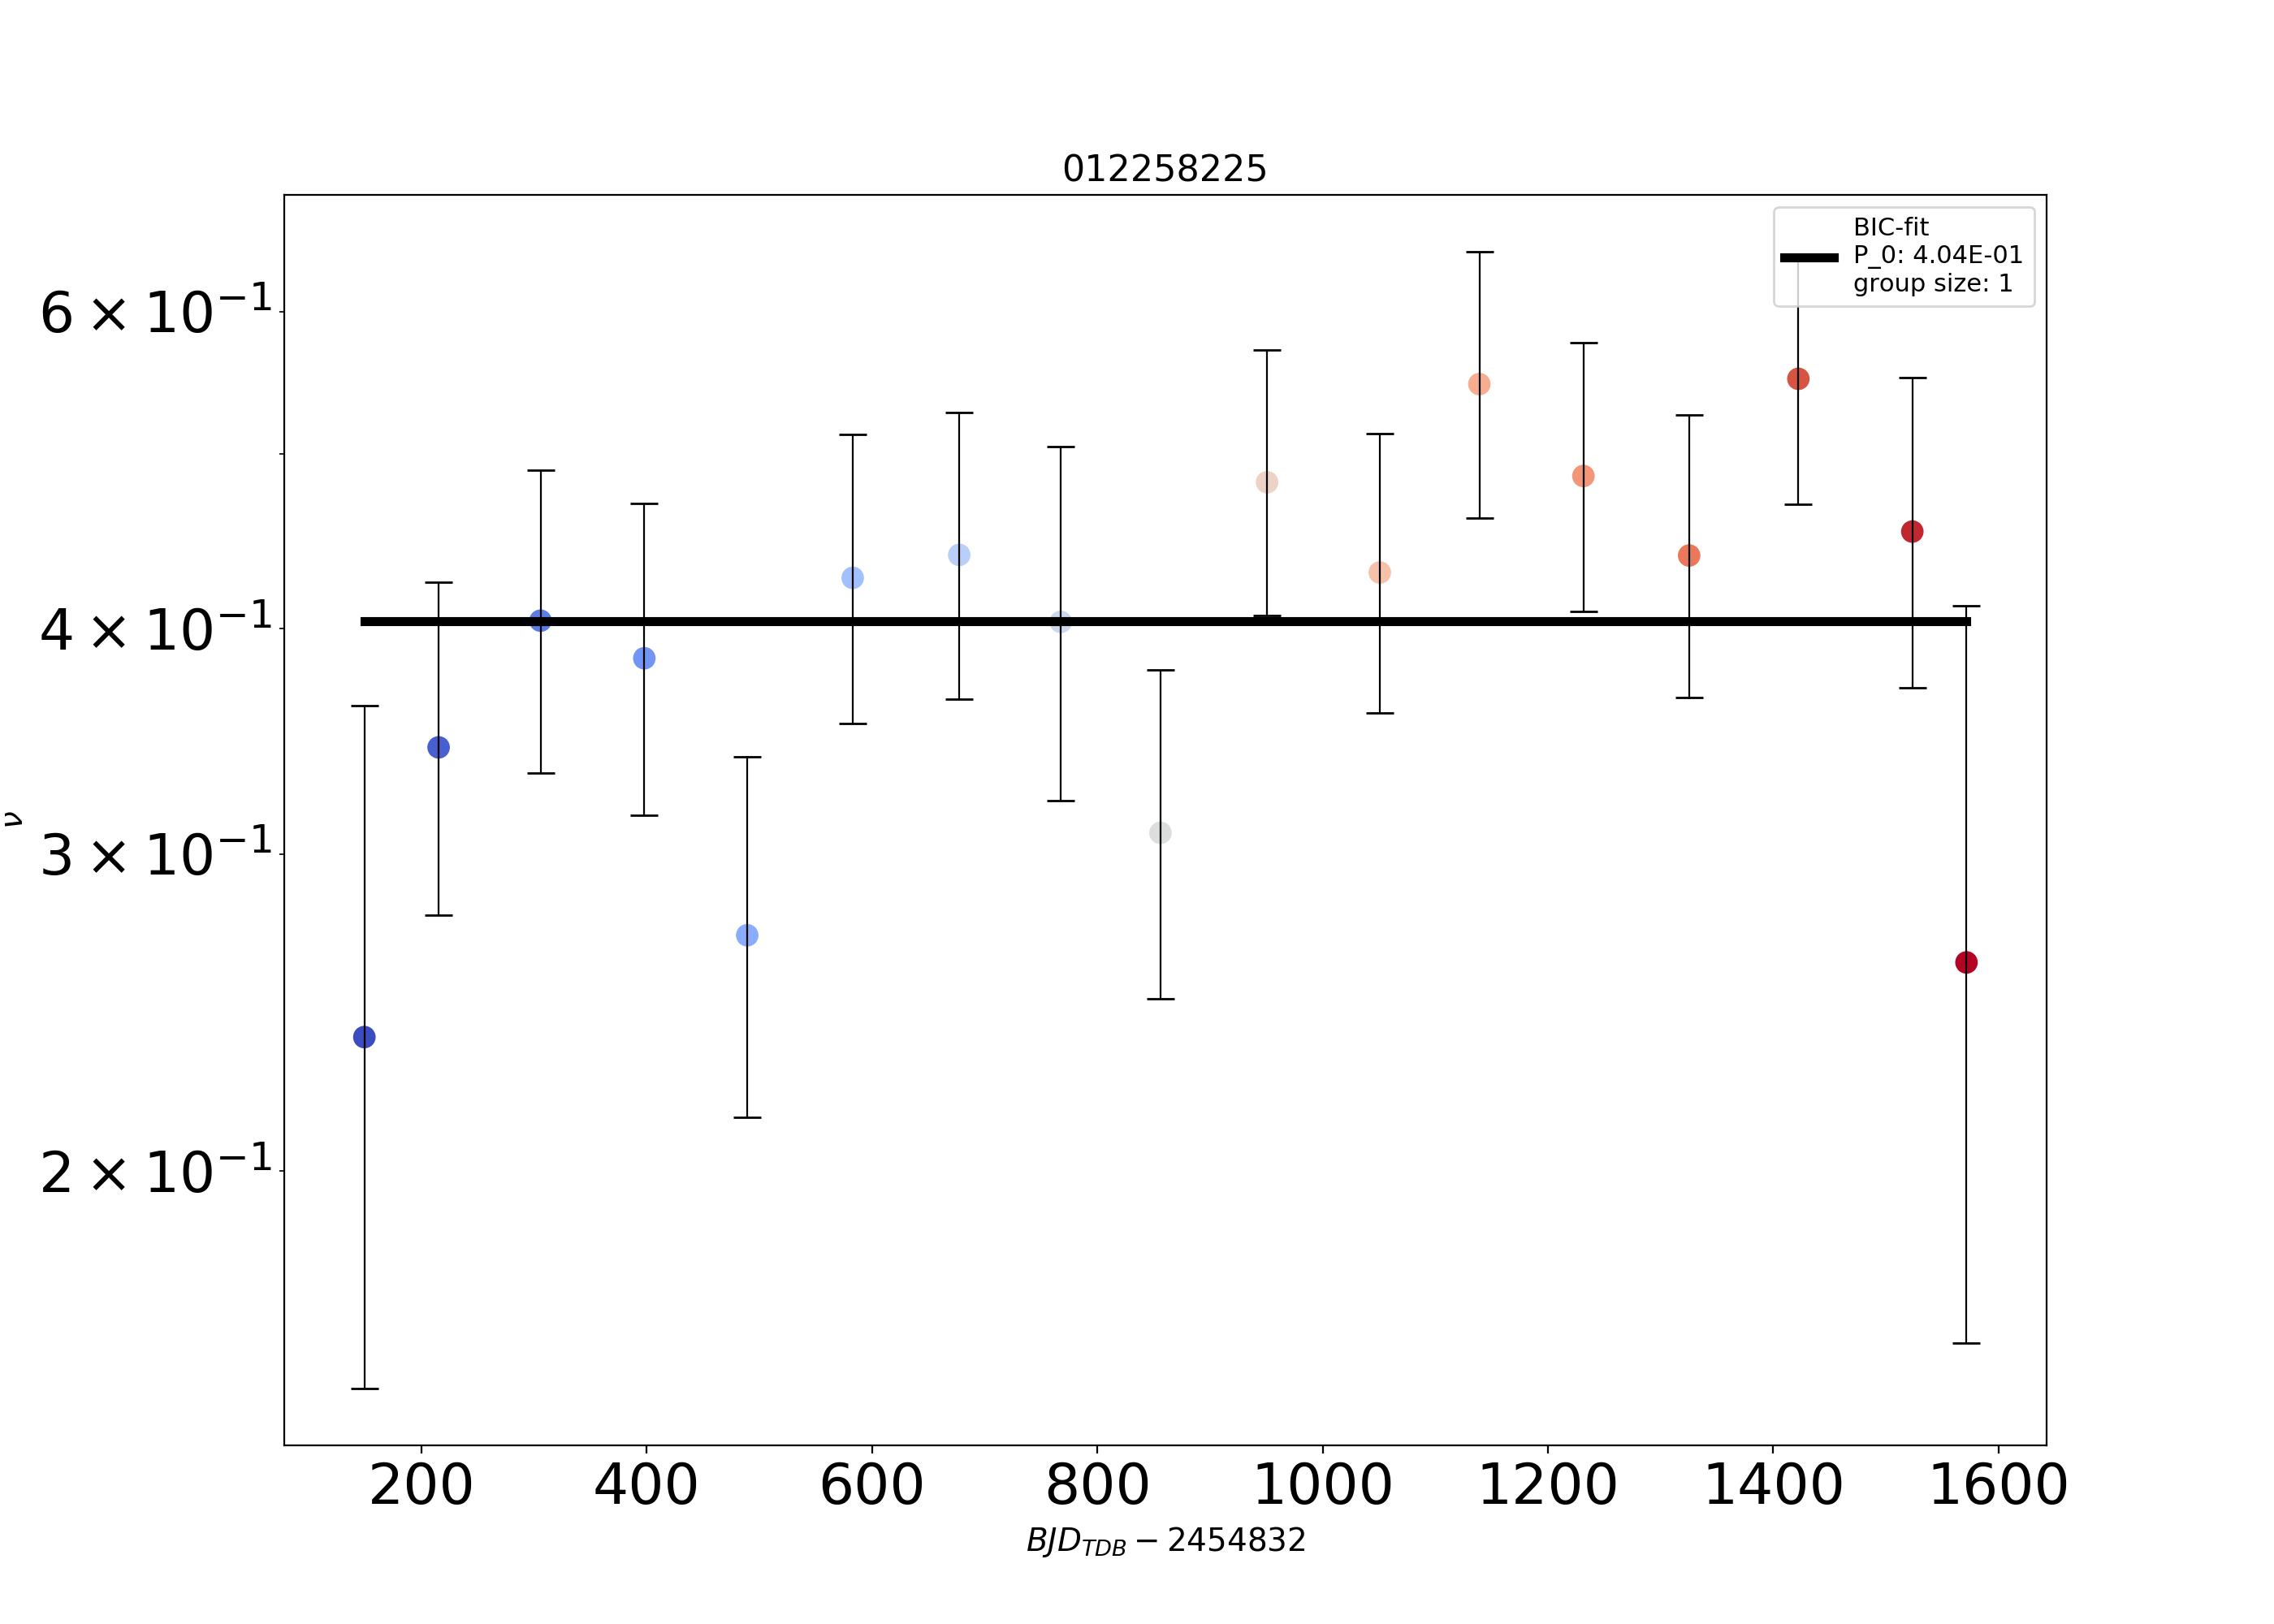 012258225
BIC-fit
P_0: 4.04E-01
group size: 1
6 × 10⁻¹
4 × 10⁻¹
3 × 10⁻¹
2 × 10⁻¹
ν
200 400 600 800 1000 1200 1400 1600
BJD_TDB − 2454832